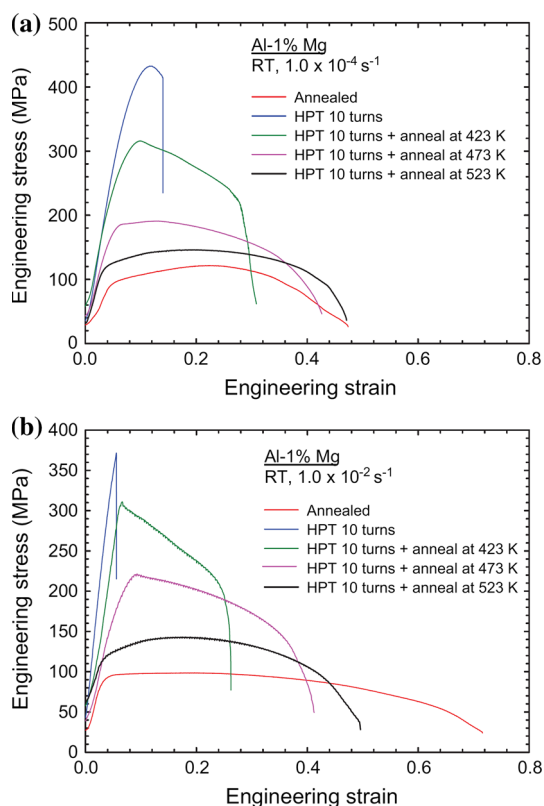 (a)
500
400
300
200
100
0
Engineering stress (MPa)
Al-1% Mg
RT, 1.0 x 10⁻⁴ s⁻¹
Annealed
HPT 10 turns
HPT 10 turns + anneal at 423 K
HPT 10 turns + anneal at 473 K
HPT 10 turns + anneal at 523 K
0.0 0.2 0.4 0.6 0.8
Engineering strain
(b)
400
350
300
250
200
150
100
50
0
Engineering stress (MPa)
Al-1% Mg
RT, 1.0 x 10⁻² s⁻¹
Annealed
HPT 10 turns
HPT 10 turns + anneal at 423 K
HPT 10 turns + anneal at 473 K
HPT 10 turns + anneal at 523 K
0.0 0.2 0.4 0.6 0.8
Engineering strain